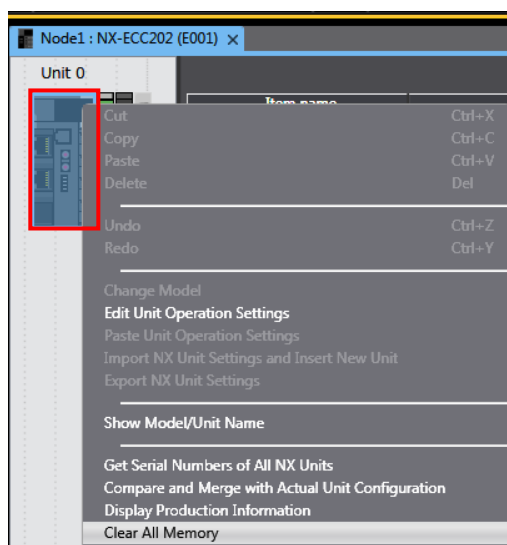 Node1 : NX-ECC202 (E001) ×
Unit 0
Item name
Cut Ctrl+X
Copy Ctrl+C
Paste Ctrl+V
Delete Del
Undo Ctrl+Z
Redo Ctrl+Y
Change Model
Edit Unit Operation Settings
Paste Unit Operation Settings
Import NX Unit Settings and Insert New Unit
Export NX Unit Settings
Show Model/Unit Name
Get Serial Numbers of All NX Units
Compare and Merge with Actual Unit Configuration
Display Production Information
Clear All Memory